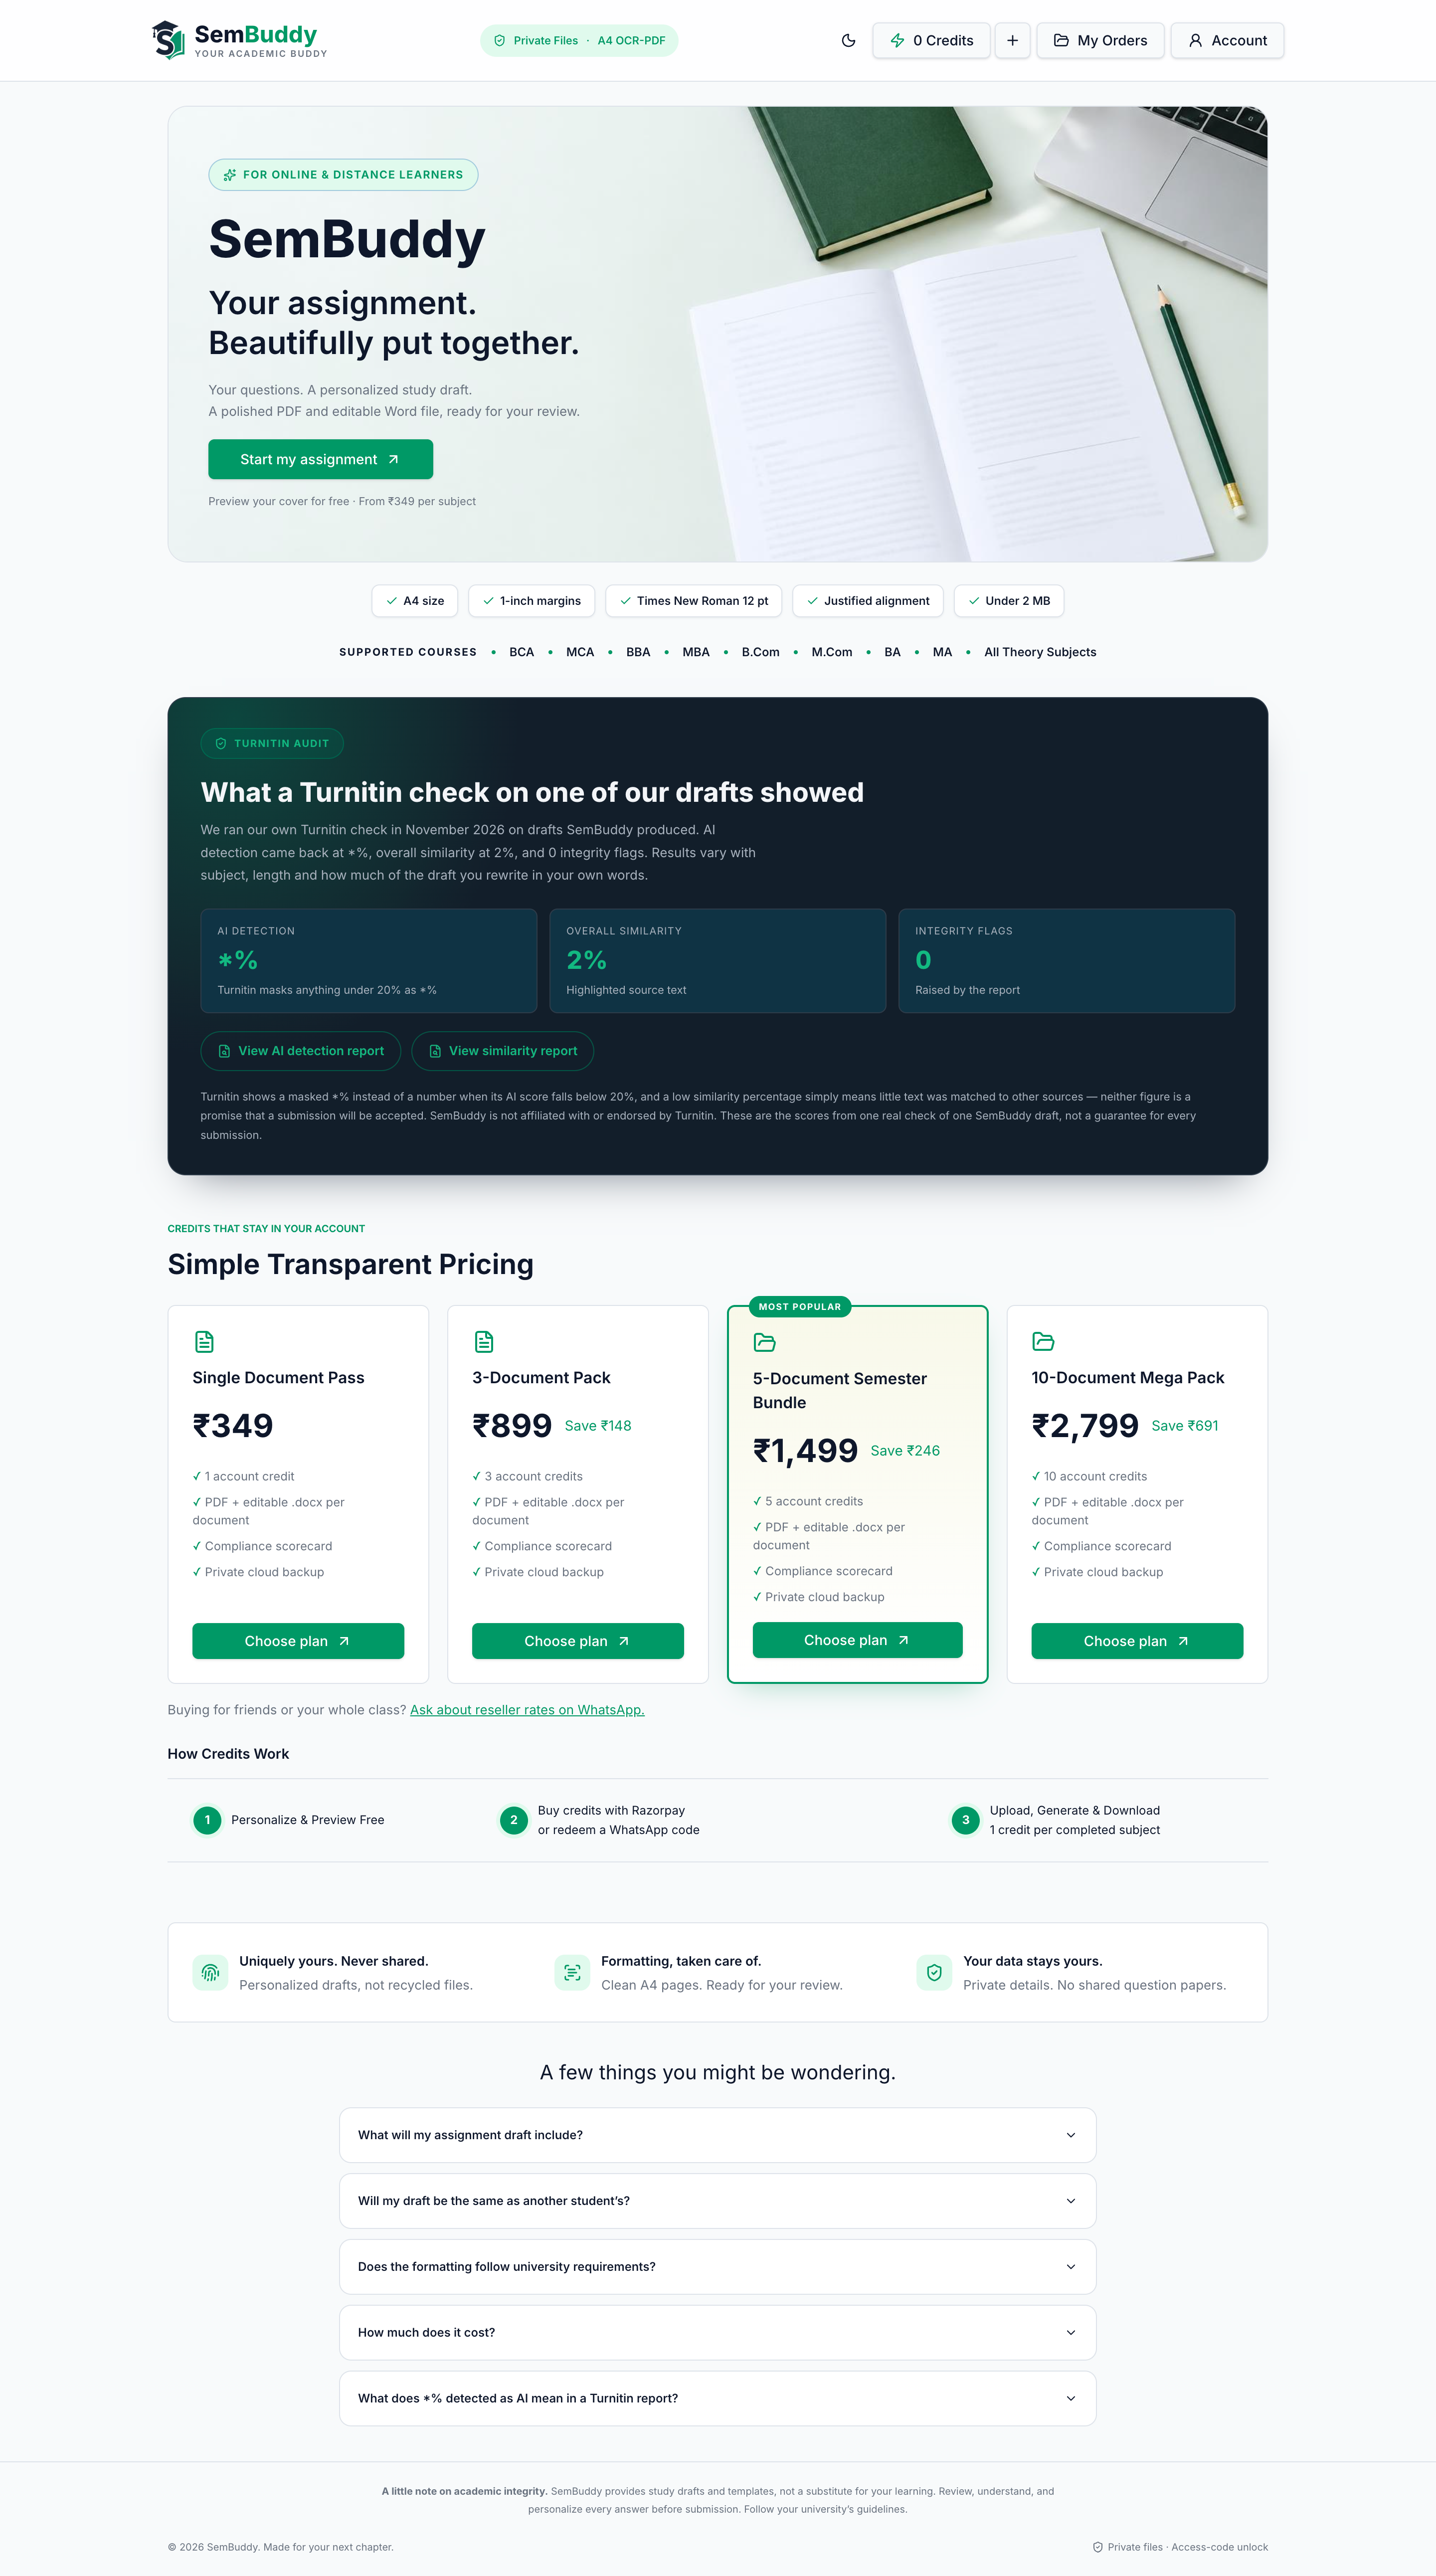 SemBuddy
YOUR ACADEMIC BUDDY
Private Files · A4 OCR-PDF
0 Credits
+
My Orders
Account
FOR ONLINE & DISTANCE LEARNERS
SemBuddy
Your assignment.
Beautifully put together.
Your questions. A personalized study draft.
A polished PDF and editable Word file, ready for your review.
Start my assignment
Preview your cover for free · From ₹349 per subject
A4 size
1-inch margins
Times New Roman 12 pt
Justified alignment
Under 2 MB
SUPPORTED COURSES • BCA • MCA • BBA • MBA • B.Com • M.Com • BA • MA • All Theory Subjects
TURNITIN AUDIT
What a Turnitin check on one of our drafts showed
We ran our own Turnitin check in November 2026 on drafts SemBuddy produced. AI
detection came back at *%, overall similarity at 2%, and 0 integrity flags. Results vary with
subject, length and how much of the draft you rewrite in your own words.
AI DETECTION
*%
Turnitin masks anything under 20% as *%
OVERALL SIMILARITY
2%
Highlighted source text
INTEGRITY FLAGS
0
Raised by the report
View AI detection report
View similarity report
Turnitin shows a masked *% instead of a number when its AI score falls below 20%, and a low similarity percentage simply means little text was matched to other sources — neither figure is a
promise that a submission will be accepted. SemBuddy is not affiliated with or endorsed by Turnitin. These are the scores from one real check of one SemBuddy draft, not a guarantee for every
submission.
CREDITS THAT STAY IN YOUR ACCOUNT
Simple Transparent Pricing
Single Document Pass
₹349
✓ 1 account credit
✓ PDF + editable .docx per
document
✓ Compliance scorecard
✓ Private cloud backup
Choose plan
3-Document Pack
₹899 Save ₹148
✓ 3 account credits
✓ PDF + editable .docx per
document
✓ Compliance scorecard
✓ Private cloud backup
Choose plan
MOST POPULAR
5-Document Semester
Bundle
₹1,499 Save ₹246
✓ 5 account credits
✓ PDF + editable .docx per
document
✓ Compliance scorecard
✓ Private cloud backup
Choose plan
10-Document Mega Pack
₹2,799 Save ₹691
✓ 10 account credits
✓ PDF + editable .docx per
document
✓ Compliance scorecard
✓ Private cloud backup
Choose plan
Buying for friends or your whole class? Ask about reseller rates on WhatsApp.
How Credits Work
1
Personalize & Preview Free
2
Buy credits with Razorpay
or redeem a WhatsApp code
3
Upload, Generate & Download
1 credit per completed subject
Uniquely yours. Never shared.
Personalized drafts, not recycled files.
Formatting, taken care of.
Clean A4 pages. Ready for your review.
Your data stays yours.
Private details. No shared question papers.
A few things you might be wondering.
What will my assignment draft include?
Will my draft be the same as another student’s?
Does the formatting follow university requirements?
How much does it cost?
What does *% detected as AI mean in a Turnitin report?
A little note on academic integrity. SemBuddy provides study drafts and templates, not a substitute for your learning. Review, understand, and
personalize every answer before submission. Follow your university’s guidelines.
© 2026 SemBuddy. Made for your next chapter.
Private files · Access-code unlock